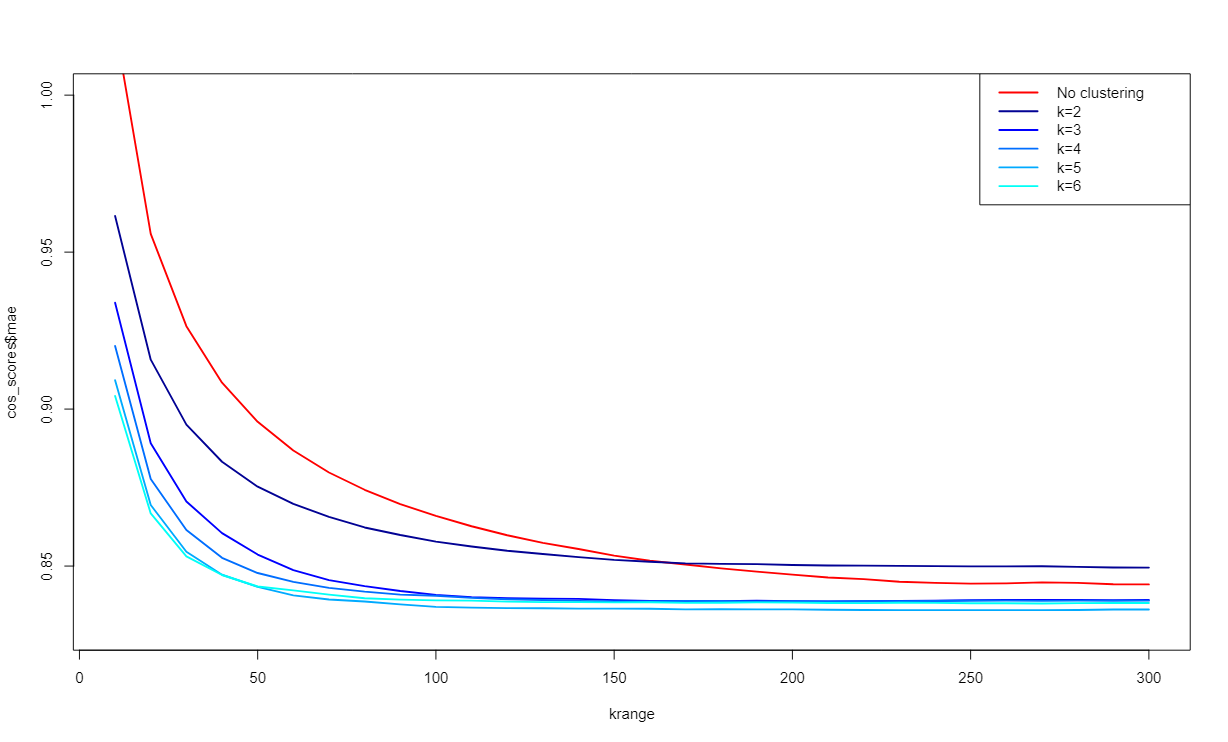 No clustering
k=2
k=3
k=4
k=5
k=6
cos_scores$mae
1.00
0.95
0.90
0.85
0
50
100
150
200
250
300
krange